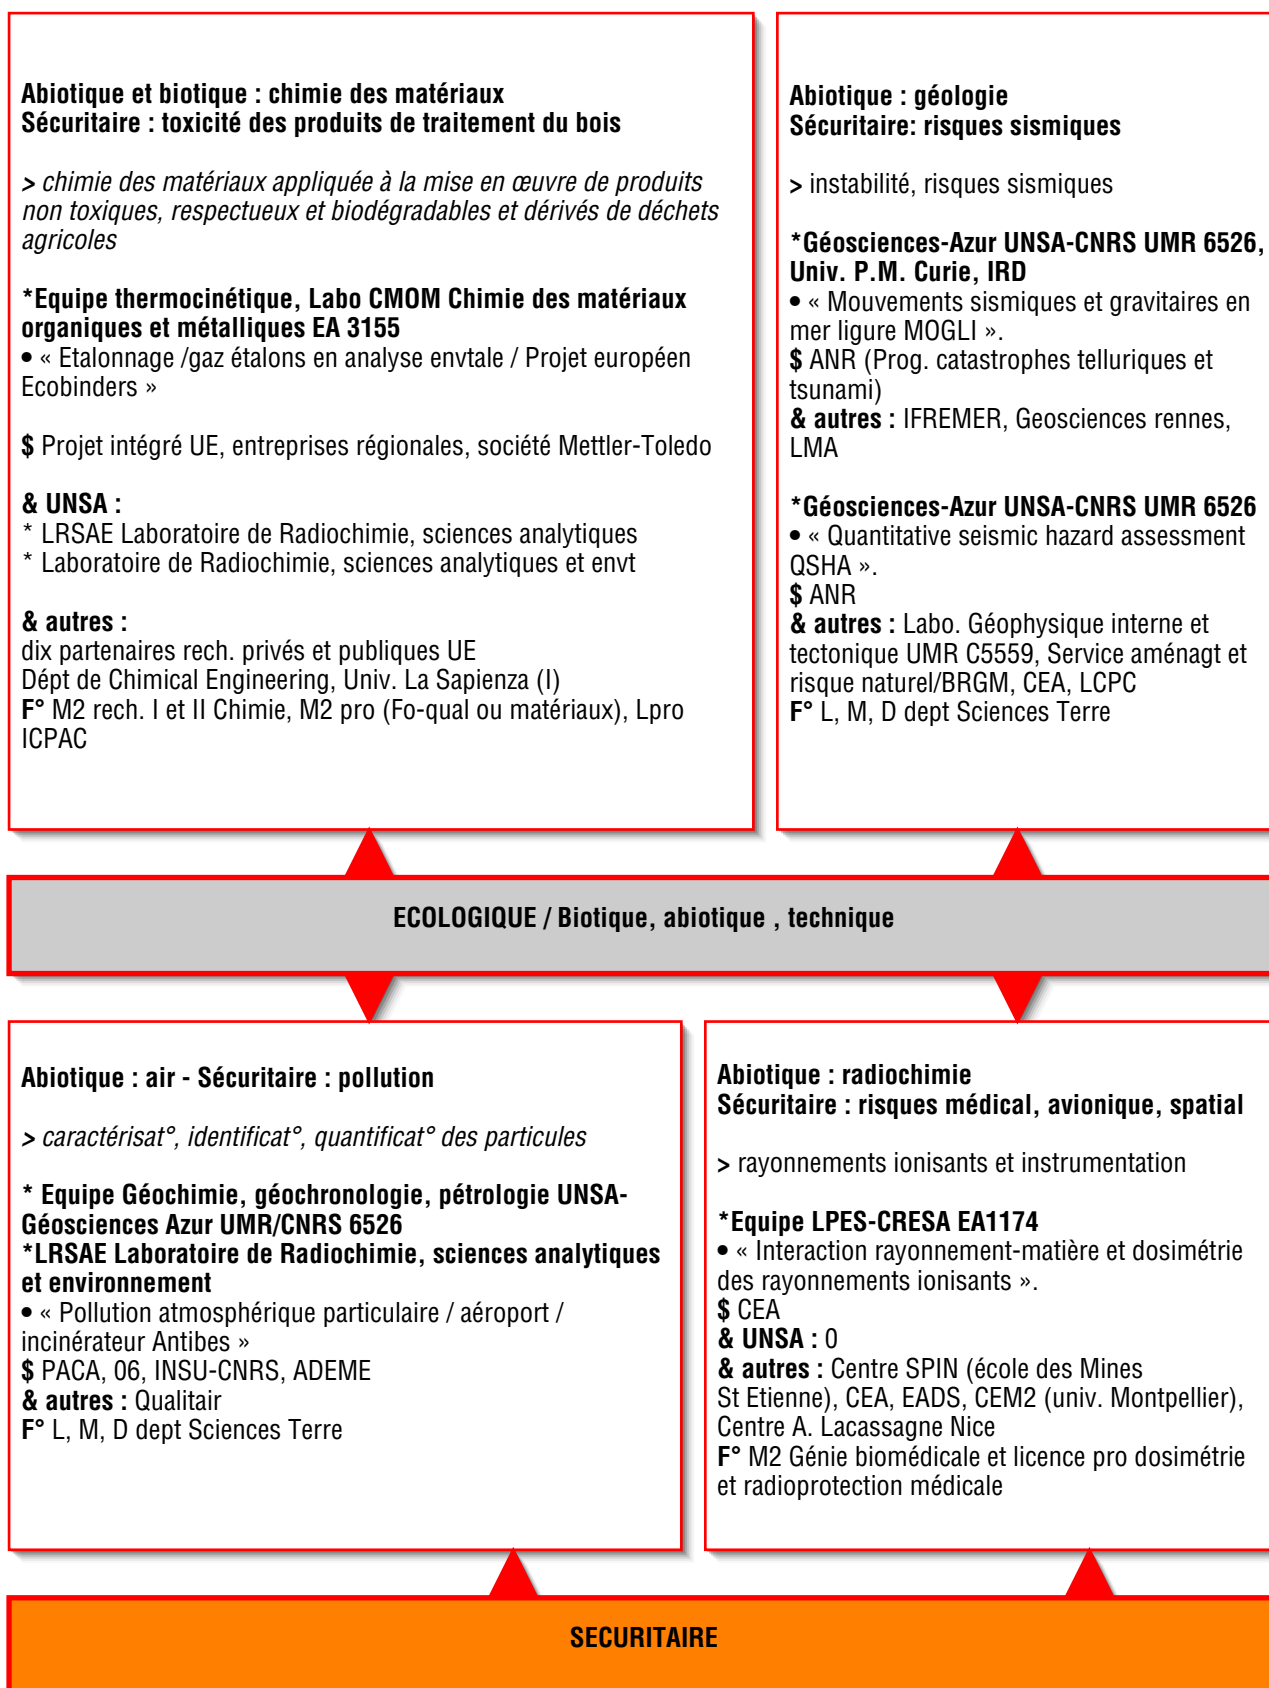 Abiotique et biotique : chimie des matériaux
Sécuritaire : toxicité des produits de traitement du bois
> chimie des matériaux appliquée à la mise en œuvre de produits
non toxiques, respectueux et biodégradables et dérivés de déchets
agricoles
*Equipe thermocinétique, Labo CMOM Chimie des matériaux
organiques et métalliques EA 3155
• « Etalonnage /gaz étalons en analyse envtale / Projet européen
Ecobinders »
$ Projet intégré UE, entreprises régionales, société Mettler-Toledo
& UNSA :
* LRSAE Laboratoire de Radiochimie, sciences analytiques
* Laboratoire de Radiochimie, sciences analytiques et envt
& autres :
dix partenaires rech. privés et publiques UE
Dépt de Chimical Engineering, Univ. La Sapienza (I)
F° M2 rech. I et II Chimie, M2 pro (Fo-qual ou matériaux), Lpro
ICPAC
Abiotique : géologie
Sécuritaire: risques sismiques
> instabilité, risques sismiques
*Géosciences-Azur UNSA-CNRS UMR 6526,
Univ. P.M. Curie, IRD
• « Mouvements sismiques et gravitaires en
mer ligure MOGLI ».
$ ANR (Prog. catastrophes telluriques et
tsunami)
& autres : IFREMER, Geosciences rennes,
LMA
*Géosciences-Azur UNSA-CNRS UMR 6526
• « Quantitative seismic hazard assessment
QSHA ».
$ ANR
& autres : Labo. Géophysique interne et
tectonique UMR C5559, Service aménagt et
risque naturel/BRGM, CEA, LCPC
F° L, M, D dept Sciences Terre
ECOLOGIQUE / Biotique, abiotique , technique
Abiotique : air - Sécuritaire : pollution
> caractérisat°, identificat°, quantificat° des particules
* Equipe Géochimie, géochronologie, pétrologie UNSA-
Géosciences Azur UMR/CNRS 6526
*LRSAE Laboratoire de Radiochimie, sciences analytiques
et environnement
• « Pollution atmosphérique particulaire / aéroport /
incinérateur Antibes »
$ PACA, 06, INSU-CNRS, ADEME
& autres : Qualitair
F° L, M, D dept Sciences Terre
Abiotique : radiochimie
Sécuritaire : risques médical, avionique, spatial
> rayonnements ionisants et instrumentation
*Equipe LPES-CRESA EA1174
• « Interaction rayonnement-matière et dosimétrie
des rayonnements ionisants ».
$ CEA
& UNSA : 0
& autres : Centre SPIN (école des Mines
St Etienne), CEA, EADS, CEM2 (univ. Montpellier),
Centre A. Lacassagne Nice
F° M2 Génie biomédicale et licence pro dosimétrie
et radioprotection médicale
SECURITAIRE